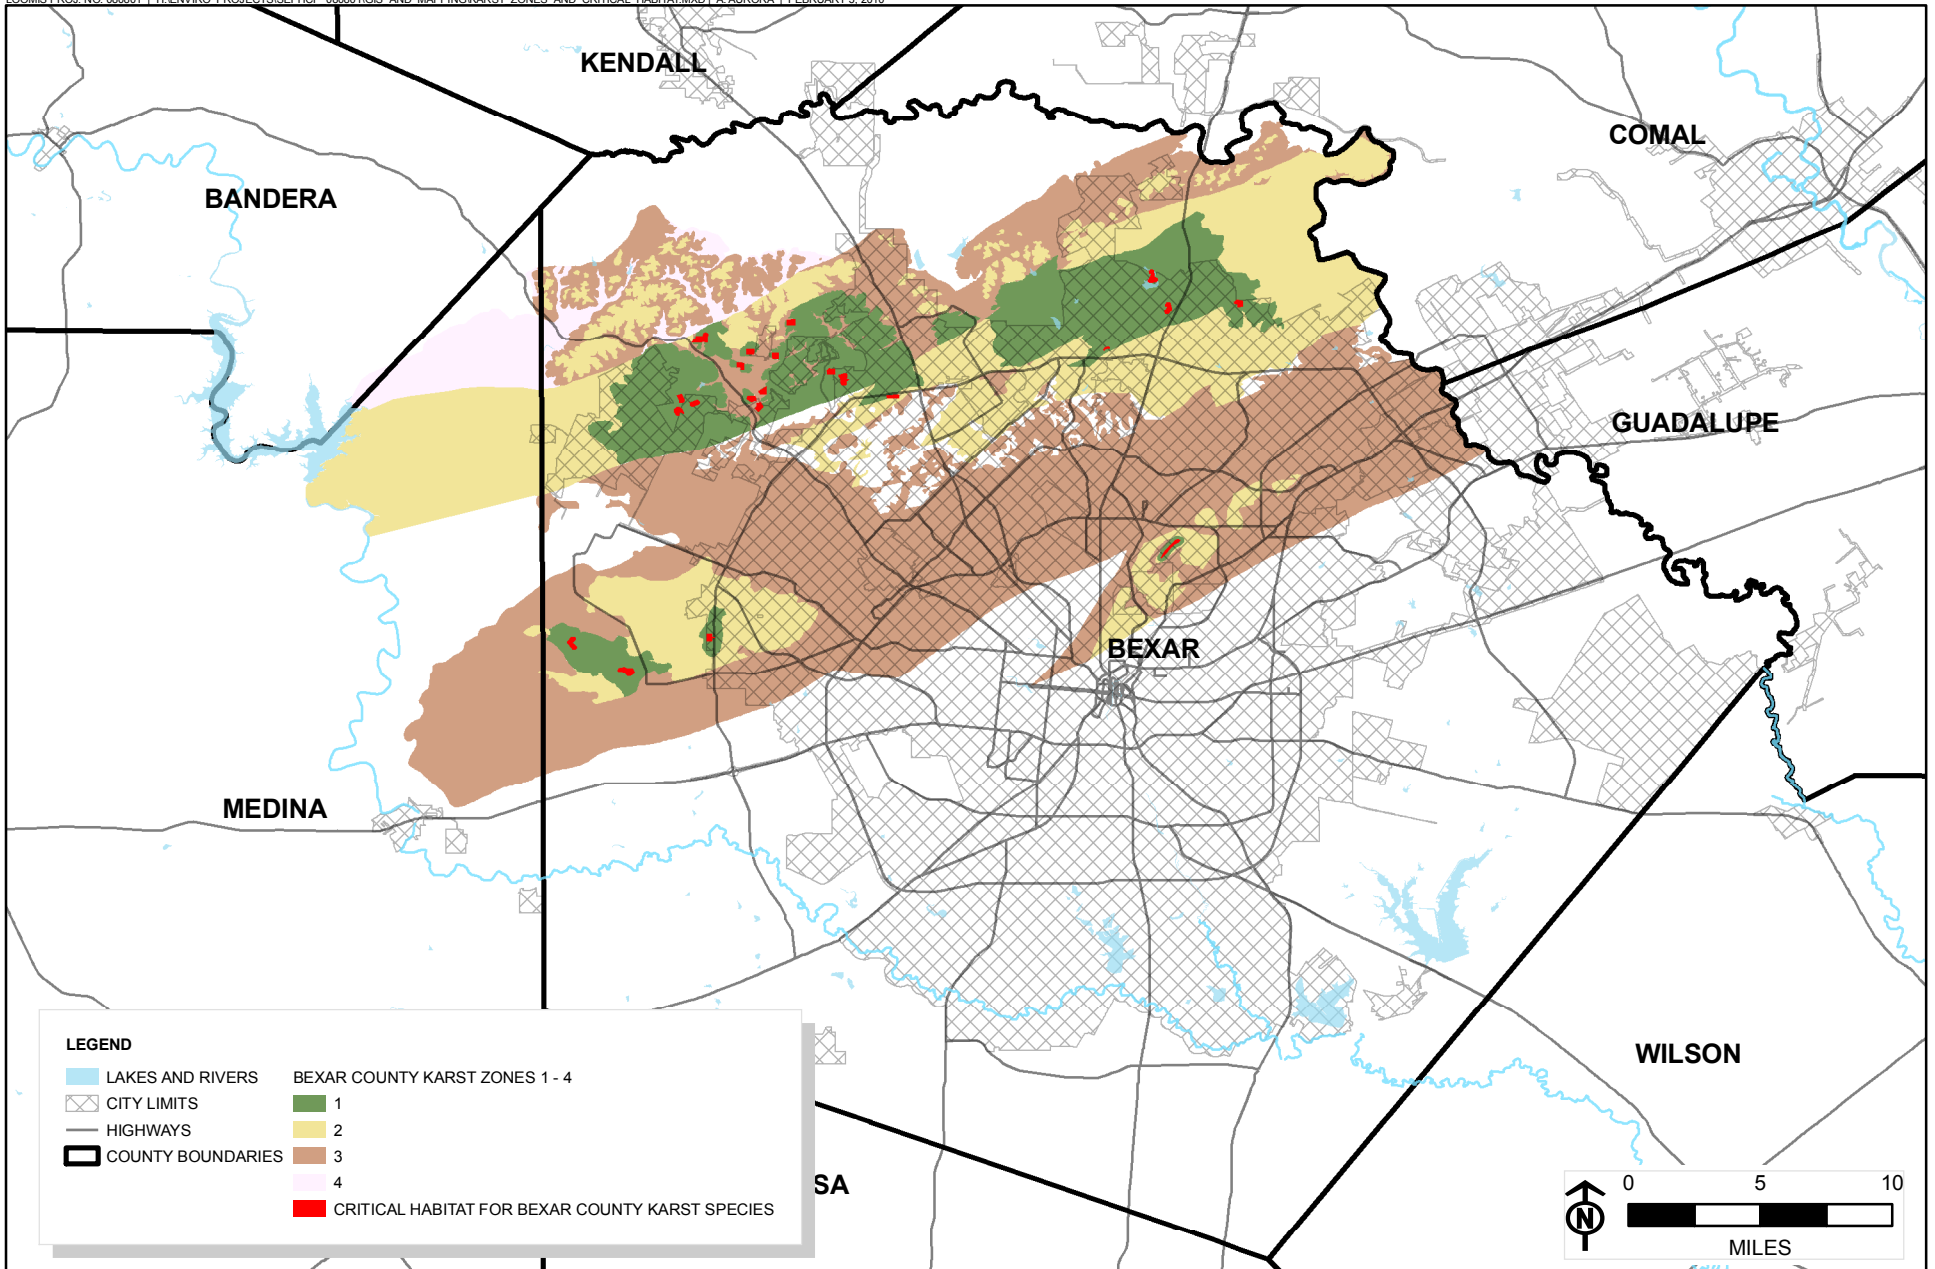 KENDALL
COMAL
BANDERA
GUADALUPE
BEXAR
MEDINA
WILSON
SA
LEGEND
LAKES AND RIVERS
CITY LIMITS
HIGHWAYS
COUNTY BOUNDARIES
BEXAR COUNTY KARST ZONES 1 - 4
1
2
3
4
CRITICAL HABITAT FOR BEXAR COUNTY KARST SPECIES
N
0 5 10
MILES